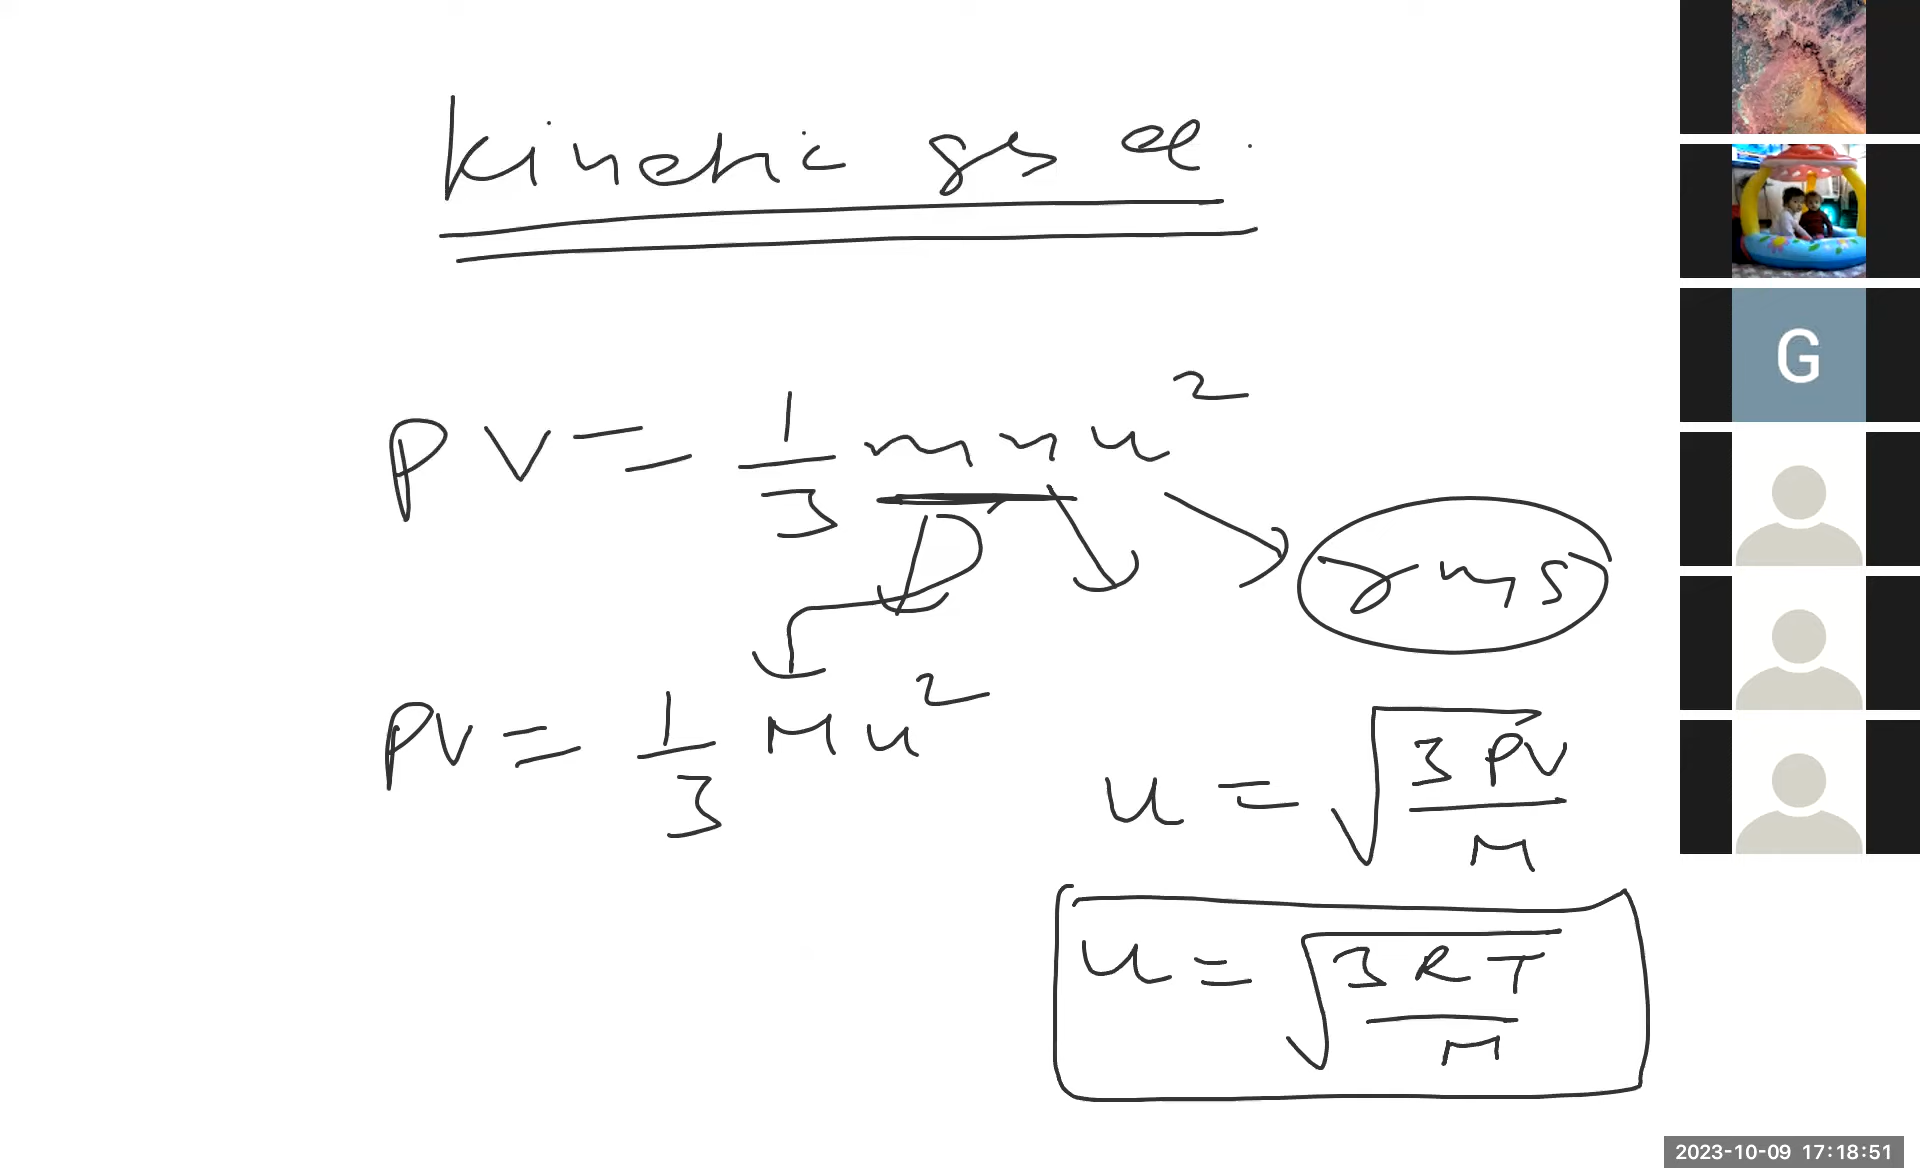 kinetic gas eq.
PV = 1/3 mnu²
rms
PV = 1/3 Mu²
u = √(3PV/M)
u = √(3RT/M)
G
2023-10-09 17:18:51